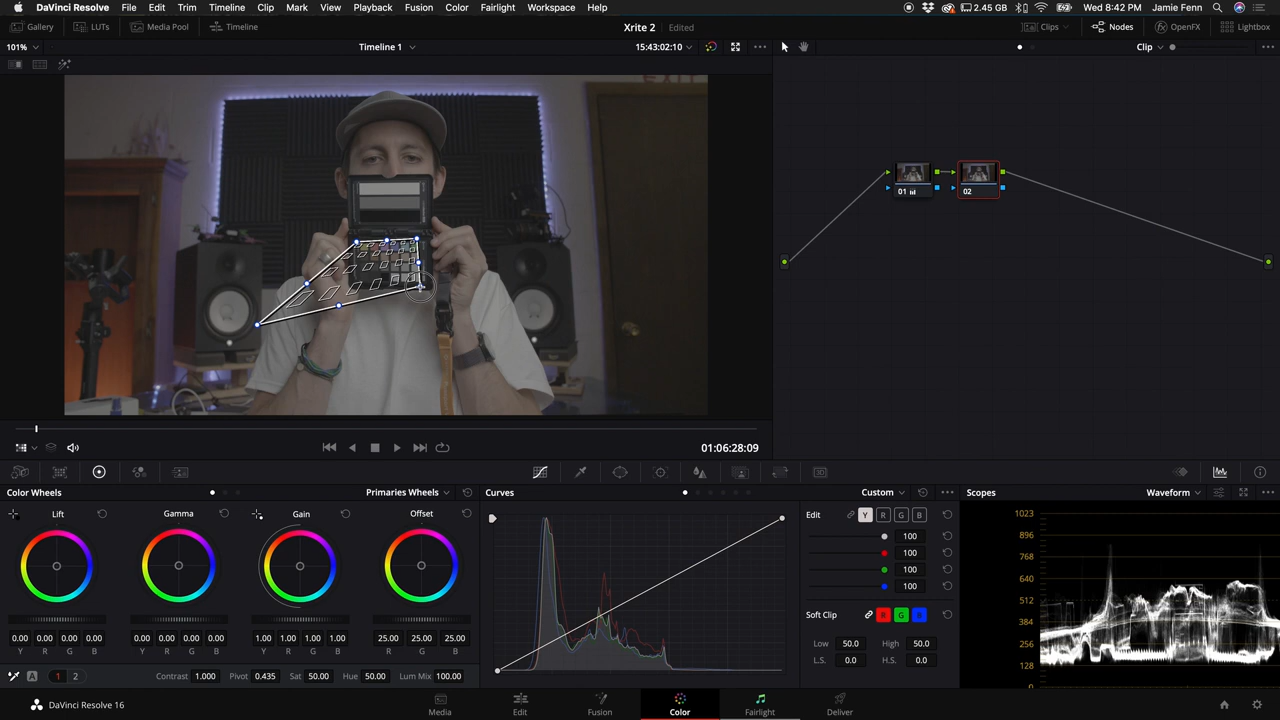 DaVinci Resolve File Edit Trim Timeline Clip Mark View Playback Fusion Color Fairlight Workspace Help 2.45 GB Wed 8:42 PM Jamie Fenn
Gallery LUTs Media Pool Timeline Xrite 2 Edited Clips Nodes OpenFX Lightbox
101% Timeline 1 15:43:02:10 Clip
01 02
01:06:28:09
Color Wheels Primaries Wheels Curves Custom Scopes Waveform
Lift Gamma Gain Offset Edit Y R G B
1023
896
768
640
512
384
256
128
0
100
100
100
100
Soft Clip R G B
0.00 0.00 0.00 0.00 0.00 0.00 0.00 0.00 1.00 1.00 1.00 1.00 25.00 25.00 25.00
Y R G B Y R G B Y R G B R G B
Low 50.0 High 50.0
L.S. 0.0 H.S. 0.0
A 1 2 Contrast 1.000 Pivot 0.435 Sat 50.00 Hue 50.00 Lum Mix 100.00
DaVinci Resolve 16 Media Edit Fusion Color Fairlight Deliver